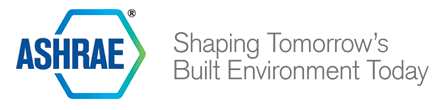 ASHRAE®
Shaping Tomorrow's
Built Environment Today